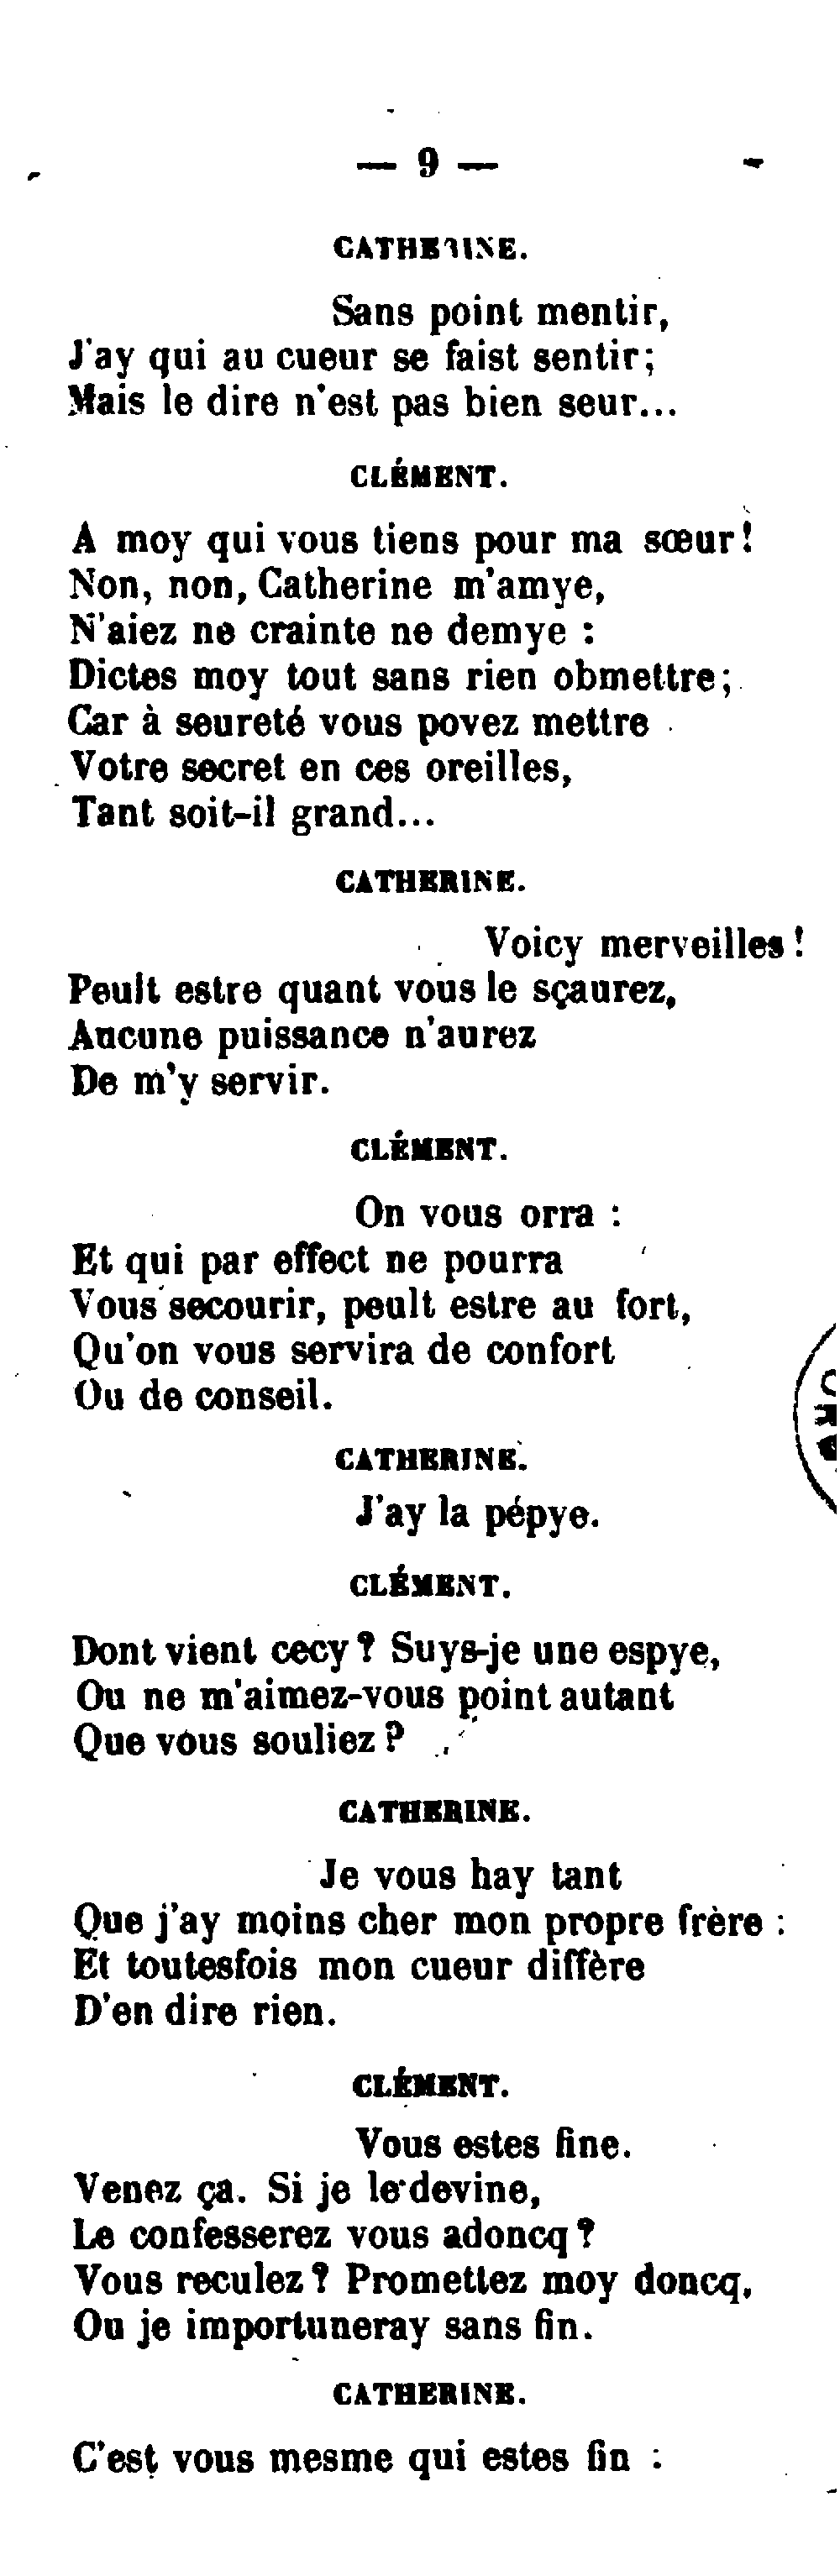 — 9 —
CATHERINE.
Sans point mentir,
J'ay qui au cueur se faist sentir;
Mais le dire n'est pas bien seur...
CLÉMENT.
A moy qui vous tiens pour ma sœur!
Non, non, Catherine m'amye,
N'aiez ne crainte ne demye :
Dictes moy tout sans rien obmettre;
Car à seureté vous povez mettre
Votre secret en ces oreilles,
Tant soit-il grand...
CATHERINE.
Voicy merveilles !
Peult estre quant vous le sçaurez,
Aucune puissance n'aurez
De m'y servir.
CLÉMENT.
On vous orra :
Et qui par effect ne pourra
Vous secourir, peult estre au fort,
Qu'on vous servira de confort
Ou de conseil.
CATHERINE.
J'ay la pépye.
CLÉMENT.
Dont vient cecy ? Suys-je une espye,
Ou ne m'aimez-vous point autant
Que vous souliez ?
CATHERINE.
Je vous hay tant
Que j'ay moins cher mon propre frère :
Et toutesfois mon cueur diffère
D'en dire rien.
CLÉMENT.
Vous estes fine.
Venez ça. Si je le devine,
Le confesserez vous adoncq ?
Vous reculez ? Promettez moy doncq,
Ou je importuneray sans fin.
CATHERINE.
C'est vous mesme qui estes fin :